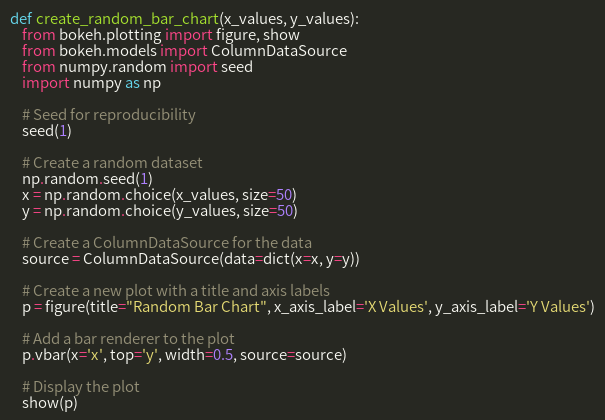 def create_random_bar_chart(x_values, y_values):
    from bokeh.plotting import figure, show
    from bokeh.models import ColumnDataSource
    from numpy.random import seed
    import numpy as np

    # Seed for reproducibility
    seed(1)

    # Create a random dataset
    np.random.seed(1)
    x = np.random.choice(x_values, size=50)
    y = np.random.choice(y_values, size=50)

    # Create a ColumnDataSource for the data
    source = ColumnDataSource(data=dict(x=x, y=y))

    # Create a new plot with a title and axis labels
    p = figure(title="Random Bar Chart", x_axis_label='X Values', y_axis_label='Y Values')

    # Add a bar renderer to the plot
    p.vbar(x='x', top='y', width=0.5, source=source)

    # Display the plot
    show(p)